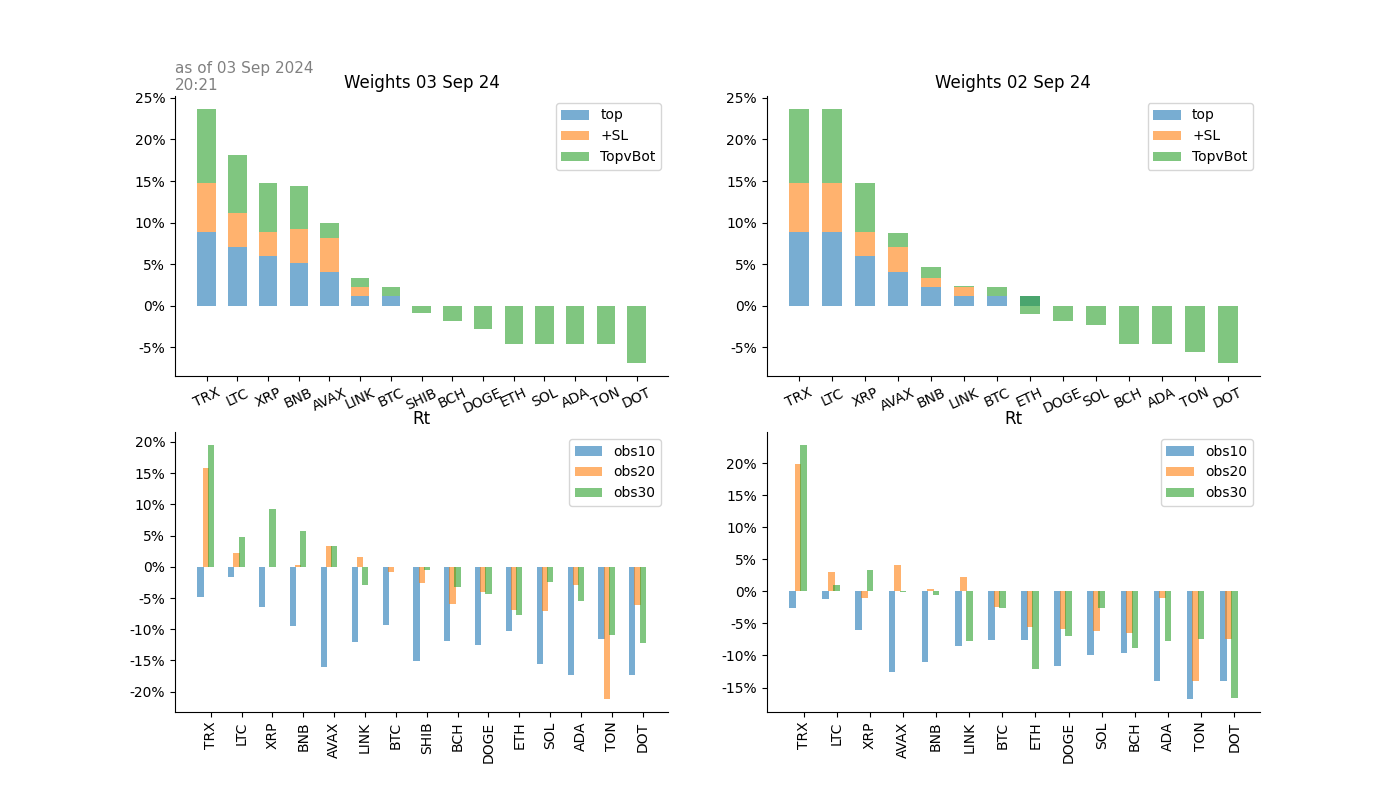 as of 03 Sep 2024
20:21
Weights 03 Sep 24
25%
20%
15%
10%
5%
0%
-5%
top
+SL
TopvBot
TRX LTC XRP BNB AVAX LINK BTC SHIB BCH DOGE ETH SOL ADA TON DOT
Weights 02 Sep 24
25%
20%
15%
10%
5%
0%
-5%
top
+SL
TopvBot
TRX LTC XRP AVAX BNB LINK BTC ETH DOGE SOL BCH ADA TON DOT
Rt
20%
15%
10%
5%
0%
-5%
-10%
-15%
-20%
obs10
obs20
obs30
TRX LTC XRP BNB AVAX LINK BTC SHIB BCH DOGE ETH SOL ADA TON DOT
Rt
20%
15%
10%
5%
0%
-5%
-10%
-15%
obs10
obs20
obs30
TRX LTC XRP AVAX BNB LINK BTC ETH DOGE SOL BCH ADA TON DOT